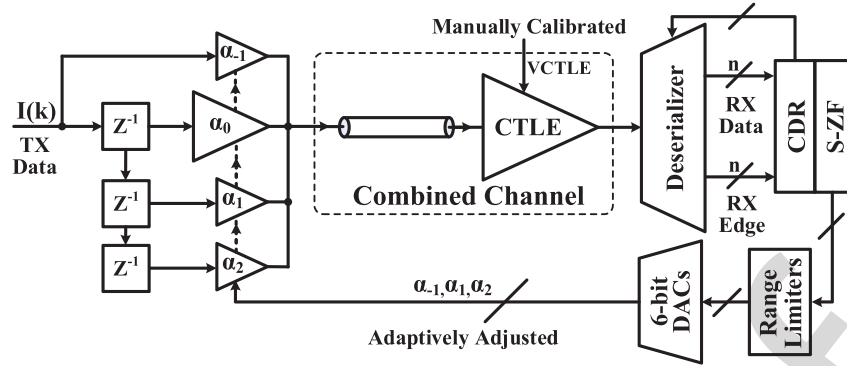 Manually Calibrated
α-1
VCTLE
I(k)
TX
Data
Z-1
α0
CTLE
Combined Channel
Z-1
α1
Z-1
α2
Deserializer
n
RX
Data
n
RX
Edge
CDR
S-ZF
α-1,α1,α2
Adaptively Adjusted
6-bit
DACs
Range
Limiters